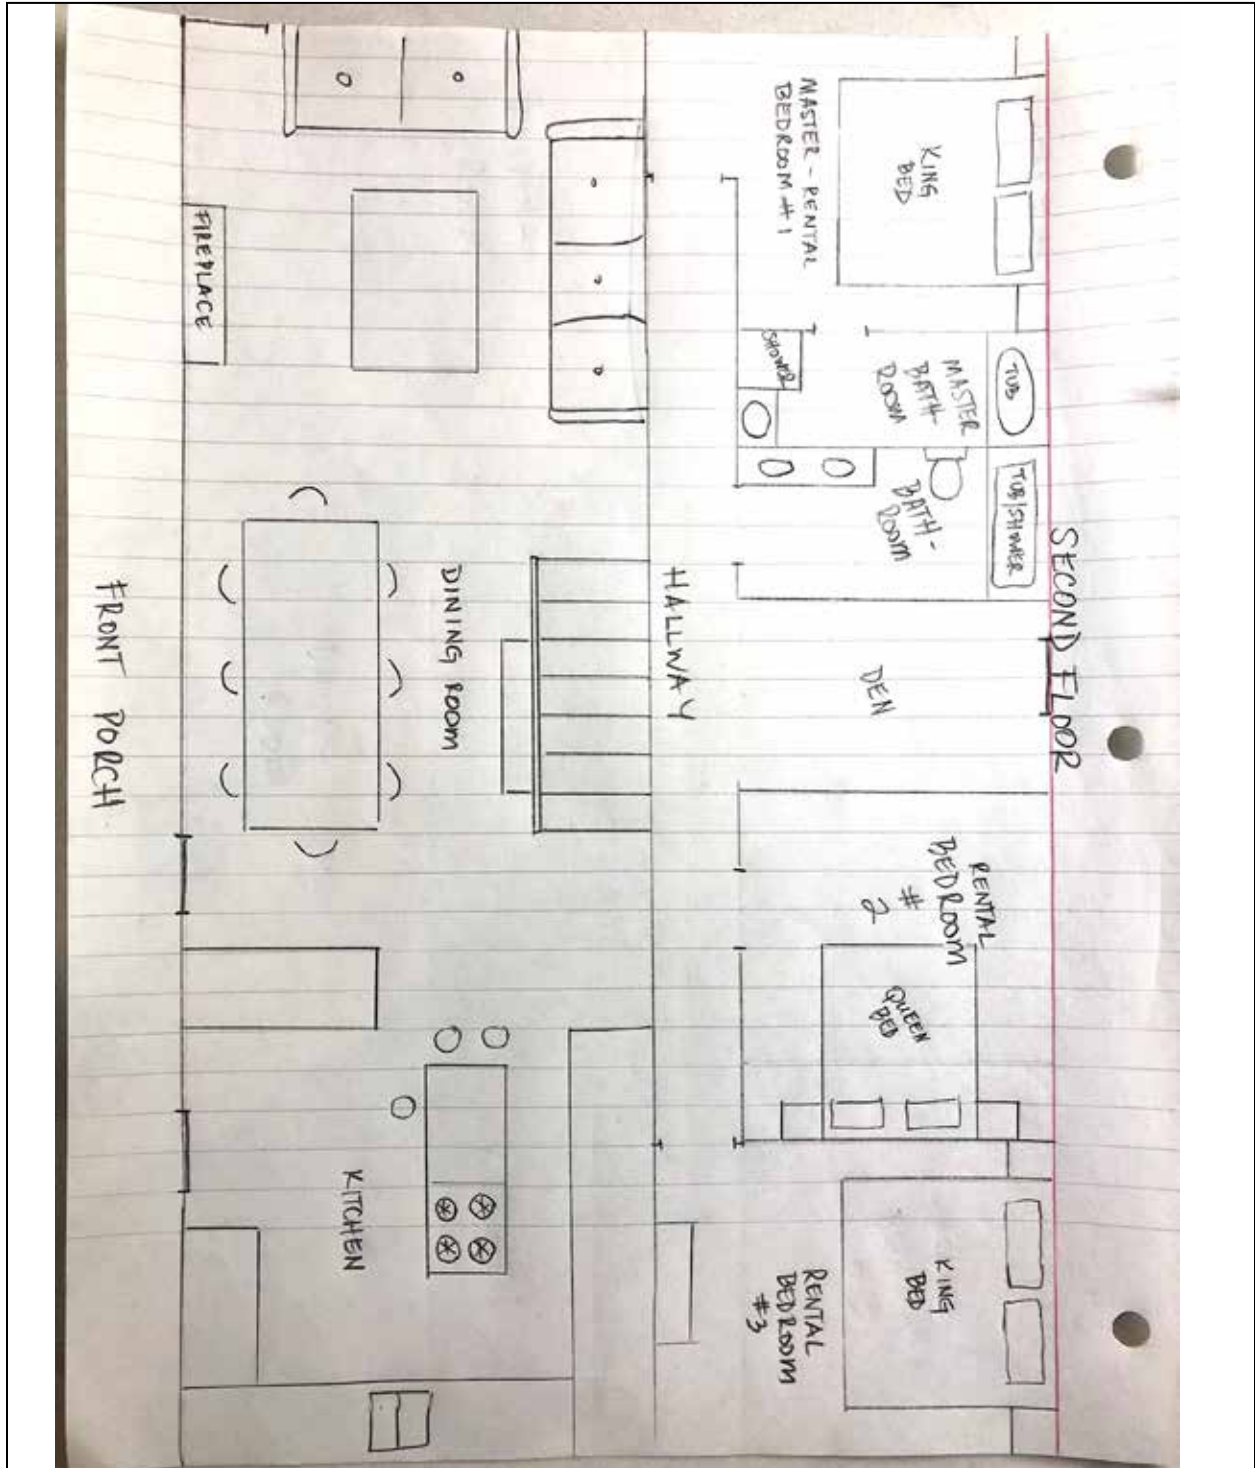 SECOND FLOOR
MASTER - RENTAL
BEDROOM #1
KING
BED
SHOWER
MASTER
BATH-
ROOM
TUB
BATH-
ROOM
TUB/SHOWER
DEN
RENTAL
BEDROOM
#
2
QUEEN
BED
KING
BED
RENTAL
BEDROOM
#3
HALLWAY
FIREPLACE
DINING ROOM
KITCHEN
FRONT PORCH